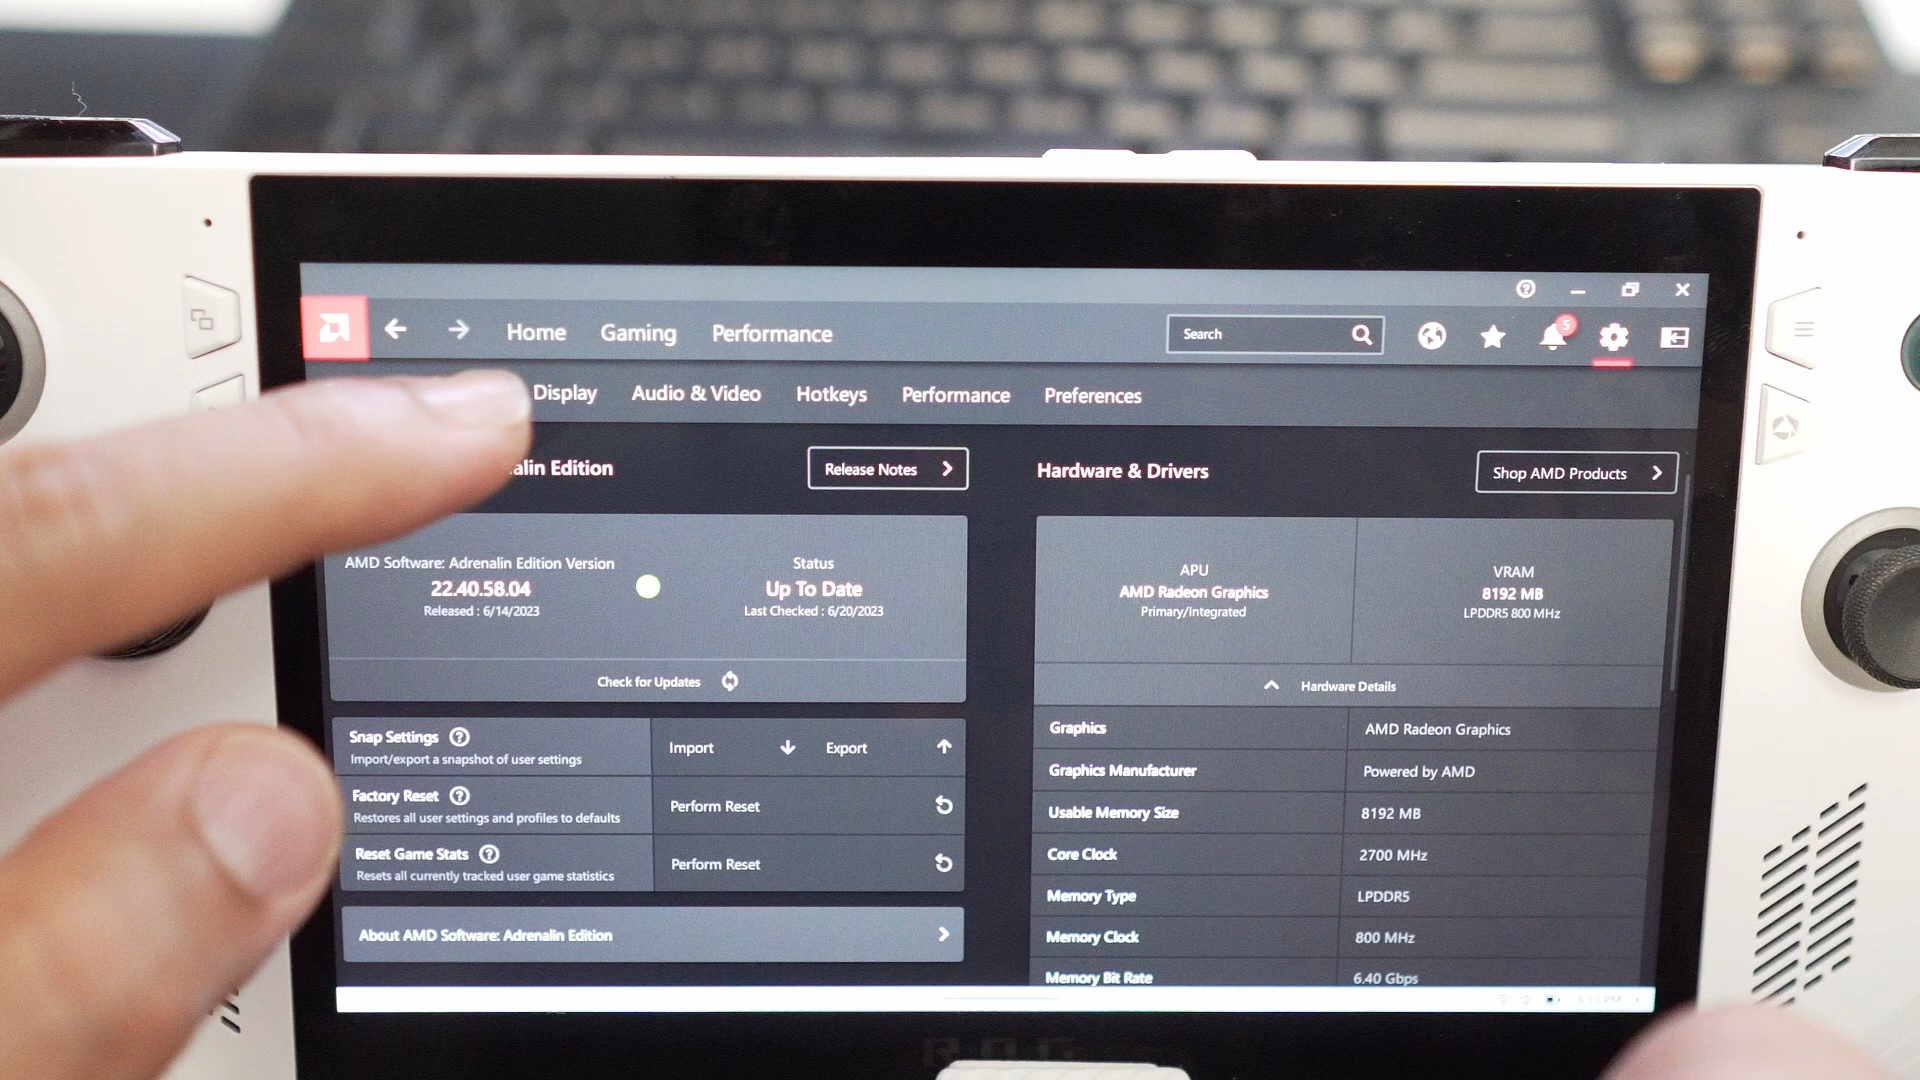 Home Gaming Performance Search 5
Display Audio & Video Hotkeys Performance Preferences
alin Edition
Release Notes
AMD Software: Adrenalin Edition Version
22.40.58.04
Released : 6/14/2023
Status
Up To Date
Last Checked : 6/20/2023
Check for Updates
Snap Settings
Import/export a snapshot of user settings
Import
Export
Factory Reset
Restores all user settings and profiles to defaults
Perform Reset
Reset Game Stats
Resets all currently tracked user game statistics
Perform Reset
About AMD Software: Adrenalin Edition
Hardware & Drivers
Shop AMD Products
APU
AMD Radeon Graphics
Primary/Integrated
VRAM
8192 MB
LPDDR5 800 MHz
Hardware Details
Graphics AMD Radeon Graphics
Graphics Manufacturer Powered by AMD
Usable Memory Size 8192 MB
Core Clock 2700 MHz
Memory Type LPDDR5
Memory Clock 800 MHz
Memory Bit Rate 6.40 Gbps
6:10 PM
ROG